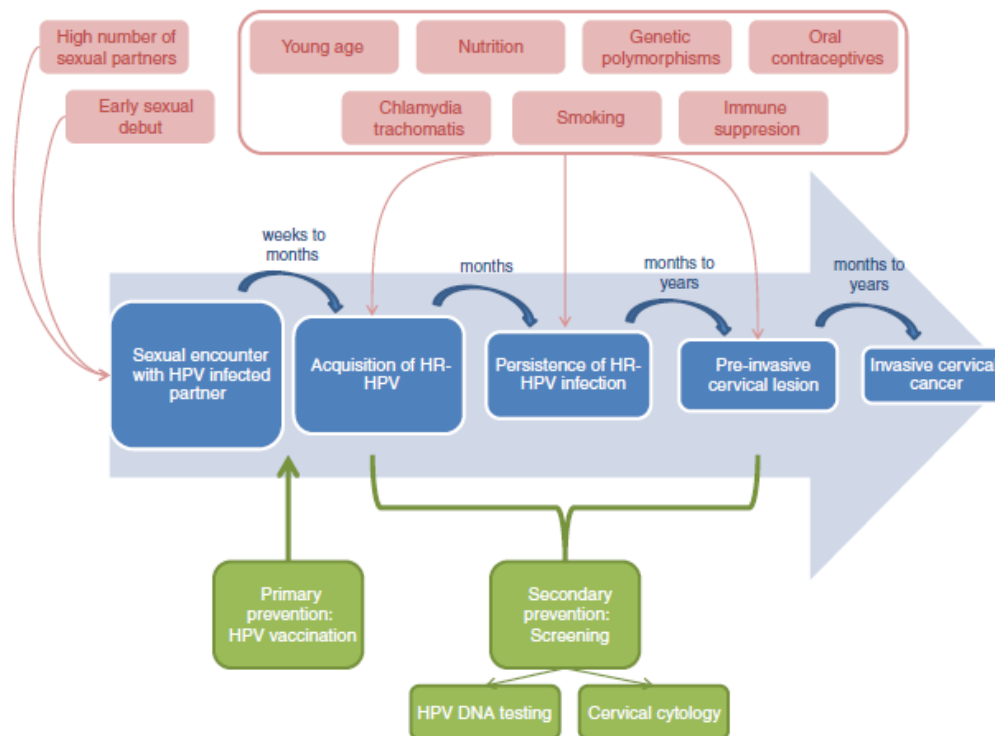 High number of
sexual partners
Early sexual
debut
Young age
Nutrition
Genetic
polymorphisms
Oral
contraceptives
Chlamydia
trachomatis
Smoking
Immune
suppresion
weeks to
months
months
months to
years
months to
years
Sexual encounter
with HPV infected
partner
Acquisition of HR-
HPV
Persistence of HR-
HPV infection
Pre-invasive
cervical lesion
Invasive cervical
cancer
Primary
prevention:
HPV vaccination
Secondary
prevention:
Screening
HPV DNA testing
Cervical cytology